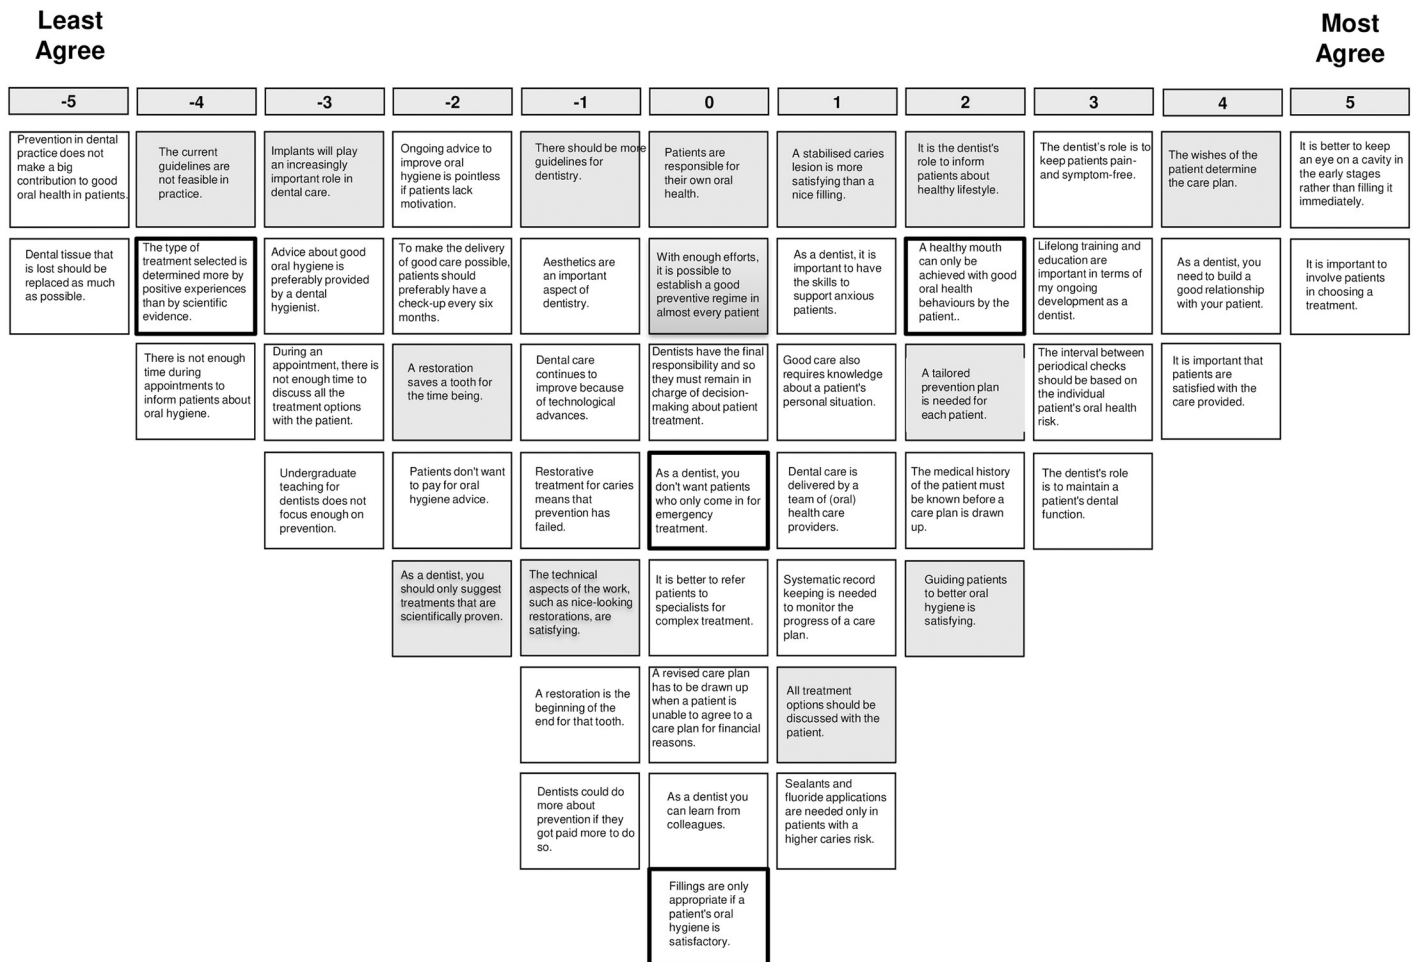 Least
Agree
Most
Agree
-5
-4
-3
-2
-1
0
1
2
3
4
5
Prevention in dental
practice does not
make a big
contribution to good
oral health in patients.
The current
guidelines are
not feasible in
practice.
Implants will play
an increasingly
important role in
dental care.
Ongoing advice to
improve oral
hygiene is pointless
if patients lack
motivation.
There should be more
guidelines for
dentistry.
Patients are
responsible for
their own oral
health.
A stabilised caries
lesion is more
satisfying than a
nice filling.
It is the dentist's
role to inform
patients about
healthy lifestyle.
The dentist's role is to
keep patients pain-
and symptom-free.
The wishes of the
patient determine
the care plan.
It is better to keep
an eye on a cavity in
the early stages
rather than filling it
immediately.
Dental tissue that
is lost should be
replaced as much
as possible.
The type of
treatment selected is
determined more by
positive experiences
than by scientific
evidence.
Advice about good
oral hygiene is
preferably provided
by a dental
hygienist.
To make the delivery
of good care possible,
patients should
preferably have a
check-up every six
months.
Aesthetics are
an important
aspect of
dentistry.
With enough efforts,
it is possible to
establish a good
preventive regime in
almost every patient
As a dentist, it is
important to have
the skills to
support anxious
patients.
A healthy mouth
can only be
achieved with good
oral health
behaviours by the
patient..
Lifelong training and
education are
important in terms of
my ongoing
development as a
dentist.
As a dentist, you
need to build a
good relationship
with your patient.
It is important to
involve patients
in choosing a
treatment.
There is not enough
time during
appointments to
inform patients about
oral hygiene.
During an
appointment, there is
not enough time to
discuss all the
treatment options
with the patient.
A restoration
saves a tooth for
the time being.
Dental care
continues to
improve because
of technological
advances.
Dentists have the final
responsibility and so
they must remain in
charge of decision-
making about patient
treatment.
Good care also
requires knowledge
about a patient's
personal situation.
A tailored
prevention plan
is needed for
each patient.
The interval between
periodical checks
should be based on
the individual
patient's oral health
risk.
It is important that
patients are
satisfied with the
care provided.
Undergraduate
teaching for
dentists does not
focus enough on
prevention.
Patients don't want
to pay for oral
hygiene advice.
Restorative
treatment for caries
means that
prevention has
failed.
As a dentist, you
don't want patients
who only come in for
emergency
treatment.
Dental care is
delivered by a
team of (oral)
health care
providers.
The medical history
of the patient must
be known before a
care plan is drawn
up.
The dentist's role
is to maintain a
patient's dental
function.
As a dentist, you
should only suggest
treatments that are
scientifically proven.
The technical
aspects of the work,
such as nice-looking
restorations, are
satisfying.
It is better to refer
patients to
specialists for
complex treatment.
Systematic record
keeping is needed
to monitor the
progress of a care
plan.
Guiding patients
to better oral
hygiene is
satisfying.
A restoration is the
beginning of the
end for that tooth.
A revised care plan
has to be drawn up
when a patient is
unable to agree to a
care plan for financial
reasons.
All treatment
options should be
discussed with the
patient.
Dentists could do
more about
prevention if they
got paid more to do
so.
As a dentist you
can learn from
colleagues.
Sealants and
fluoride applications
are needed only in
patients with a
higher caries risk.
Fillings are only
appropriate if a
patient's oral
hygiene is
satisfactory.